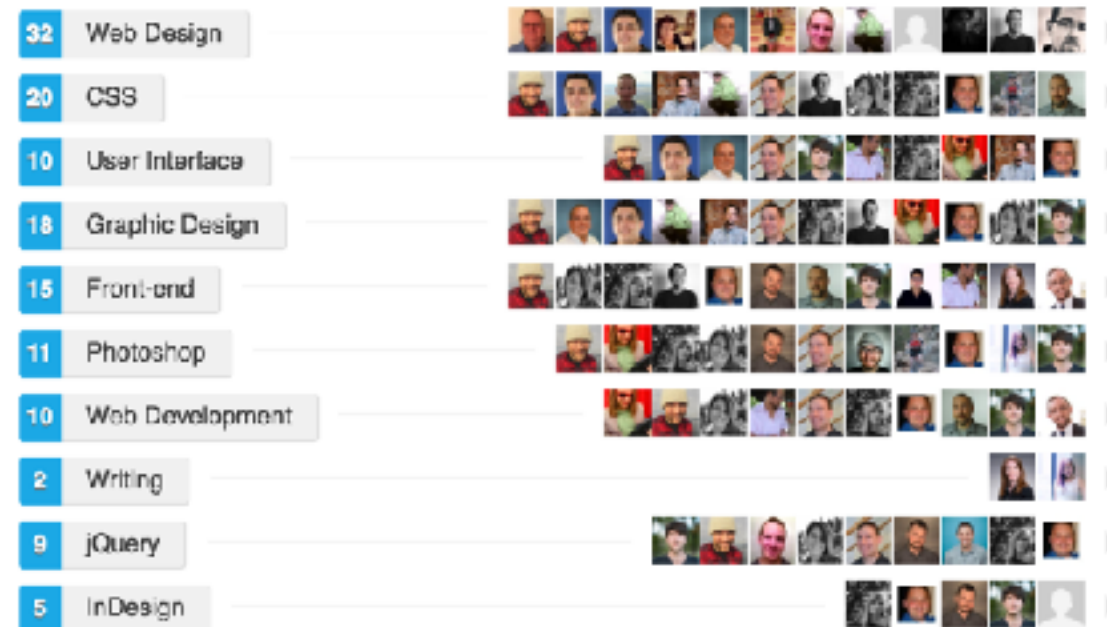 32 Web Design
20 CSS
10 User Interface
18 Graphic Design
15 Front-end
11 Photoshop
10 Web Development
2 Writing
9 jQuery
5 InDesign